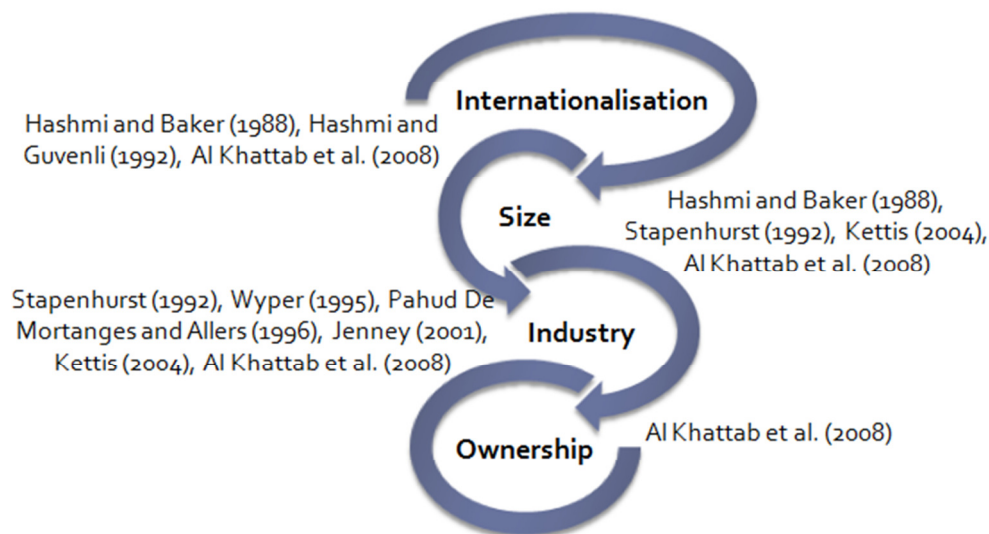 Internationalisation
Hashmi and Baker (1988), Hashmi and
Guvenli (1992), Al Khattab et al. (2008)
Size
Hashmi and Baker (1988),
Stapenhurst (1992), Kettis (2004),
Al Khattab et al. (2008)
Stapenhurst (1992), Wyper (1995), Pahud De
Mortanges and Allers (1996), Jenney (2001),
Kettis (2004), Al Khattab et al. (2008)
Industry
Ownership
Al Khattab et al. (2008)